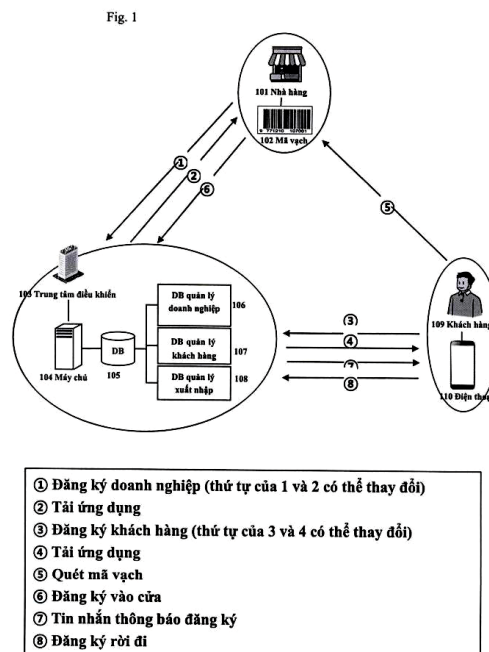 Fig. 1
101 Nhà hàng
9 771210 107001
102 Mã vạch
①
②
⑥
⑤
103 Trung tâm điều khiển
DB quản lý
doanh nghiệp
106
DB
DB quản lý
khách hàng
107
104 Máy chủ
105
DB quản lý
xuất nhập
108
③
④
⑦
⑧
109 Khách hàng
110 Điện thoạ
① Đăng ký doanh nghiệp (thứ tự của 1 và 2 có thể thay đổi)
② Tải ứng dụng
③ Đăng ký khách hàng (thứ tự của 3 và 4 có thể thay đổi)
④ Tải ứng dụng
⑤ Quét mã vạch
⑥ Đăng ký vào cửa
⑦ Tin nhắn thông báo đăng ký
⑧ Đăng ký rời đi